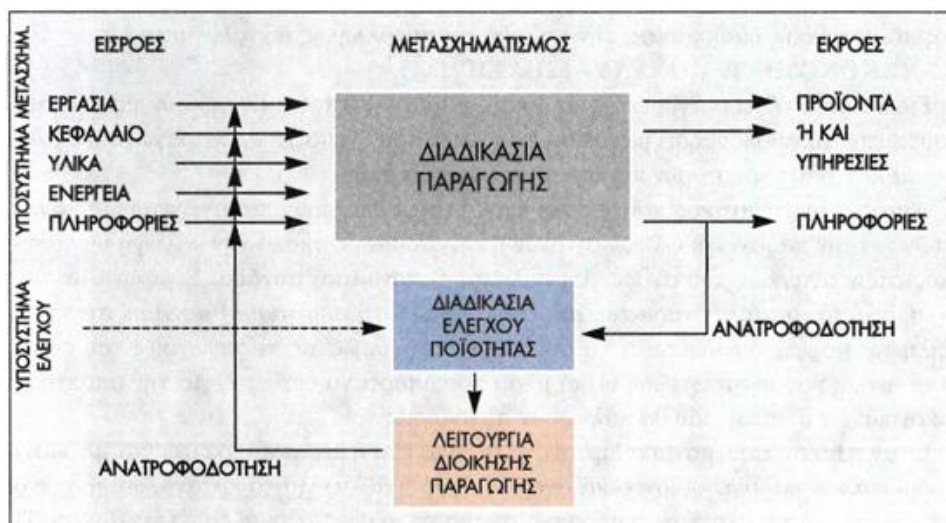 ΕΙΣΡΟΕΣ ΜΕΤΑΣΧΗΜΑΤΙΣΜΟΣ ΕΚΡΟΕΣ
ΥΠΟΣΥΣΤΗΜΑ ΜΕΤΑΣΧΗΜ.
ΕΡΓΑΣΙΑ
ΚΕΦΑΛΑΙΟ
ΥΛΙΚΑ
ΕΝΕΡΓΕΙΑ
ΠΛΗΡΟΦΟΡΙΕΣ
ΔΙΑΔΙΚΑΣΙΑ
ΠΑΡΑΓΩΓΗΣ
ΠΡΟΪΟΝΤΑ
Ή ΚΑΙ
ΥΠΗΡΕΣΙΕΣ
ΠΛΗΡΟΦΟΡΙΕΣ
ΥΠΟΣΥΣΤΗΜΑ
ΕΛΕΓΧΟΥ
ΔΙΑΔΙΚΑΣΙΑ
ΕΛΕΓΧΟΥ
ΠΟΪΟΤΗΤΑΣ
ΑΝΑΤΡΟΦΟΔΟΤΗΣΗ
ΑΝΑΤΡΟΦΟΔΟΤΗΣΗ
ΛΕΙΤΟΥΡΓΙΑ
ΔΙΟΙΚΗΣΗΣ
ΠΑΡΑΓΩΓΗΣ